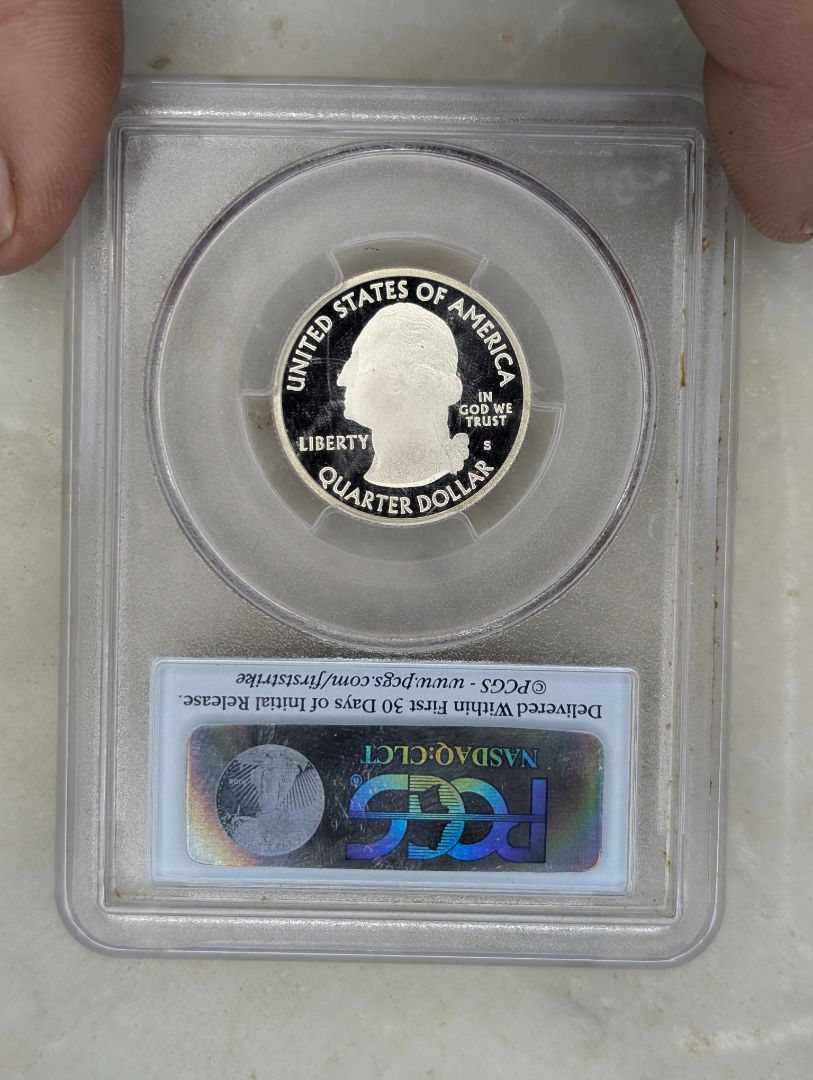 UNITED STATES OF AMERICA
LIBERTY
IN
GOD WE
TRUST
S
QUARTER DOLLAR
Delivered Within First 30 Days of Initial Release.
©PCGS - www.pcgs.com/firststrike
NASDAQ:CLCT
PCGS®